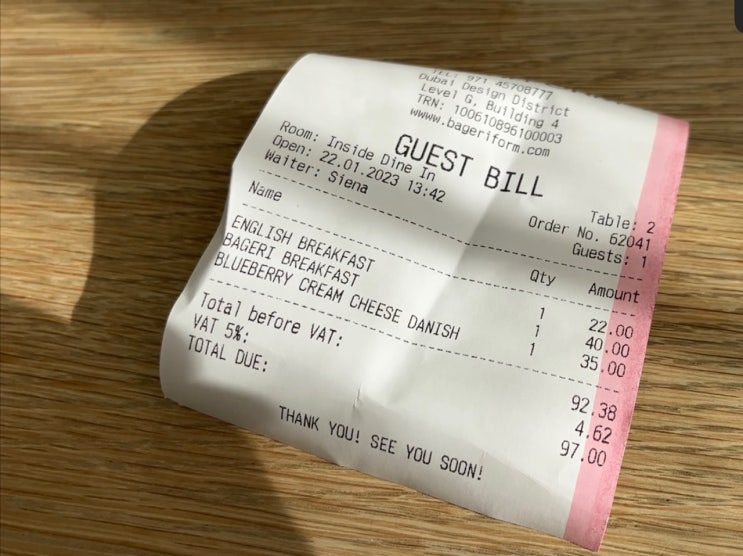 TEL: 971 45708777
Dubai Design District
Level G, Building 4
TRN: 100610896100003
www.bageriform.com
GUEST BILL
Room: Inside Dine In Table: 2
Open: 22.01.2023 13:42 Order No. 62041
Waiter: Siena Guests: 1
Name Qty Amount
ENGLISH BREAKFAST 1 22.00
BAGERI BREAKFAST 1 40.00
BLUEBERRY CREAM CHEESE DANISH 1 35.00
Total before VAT: 92.38
VAT 5%: 4.62
TOTAL DUE: 97.00
THANK YOU! SEE YOU SOON!